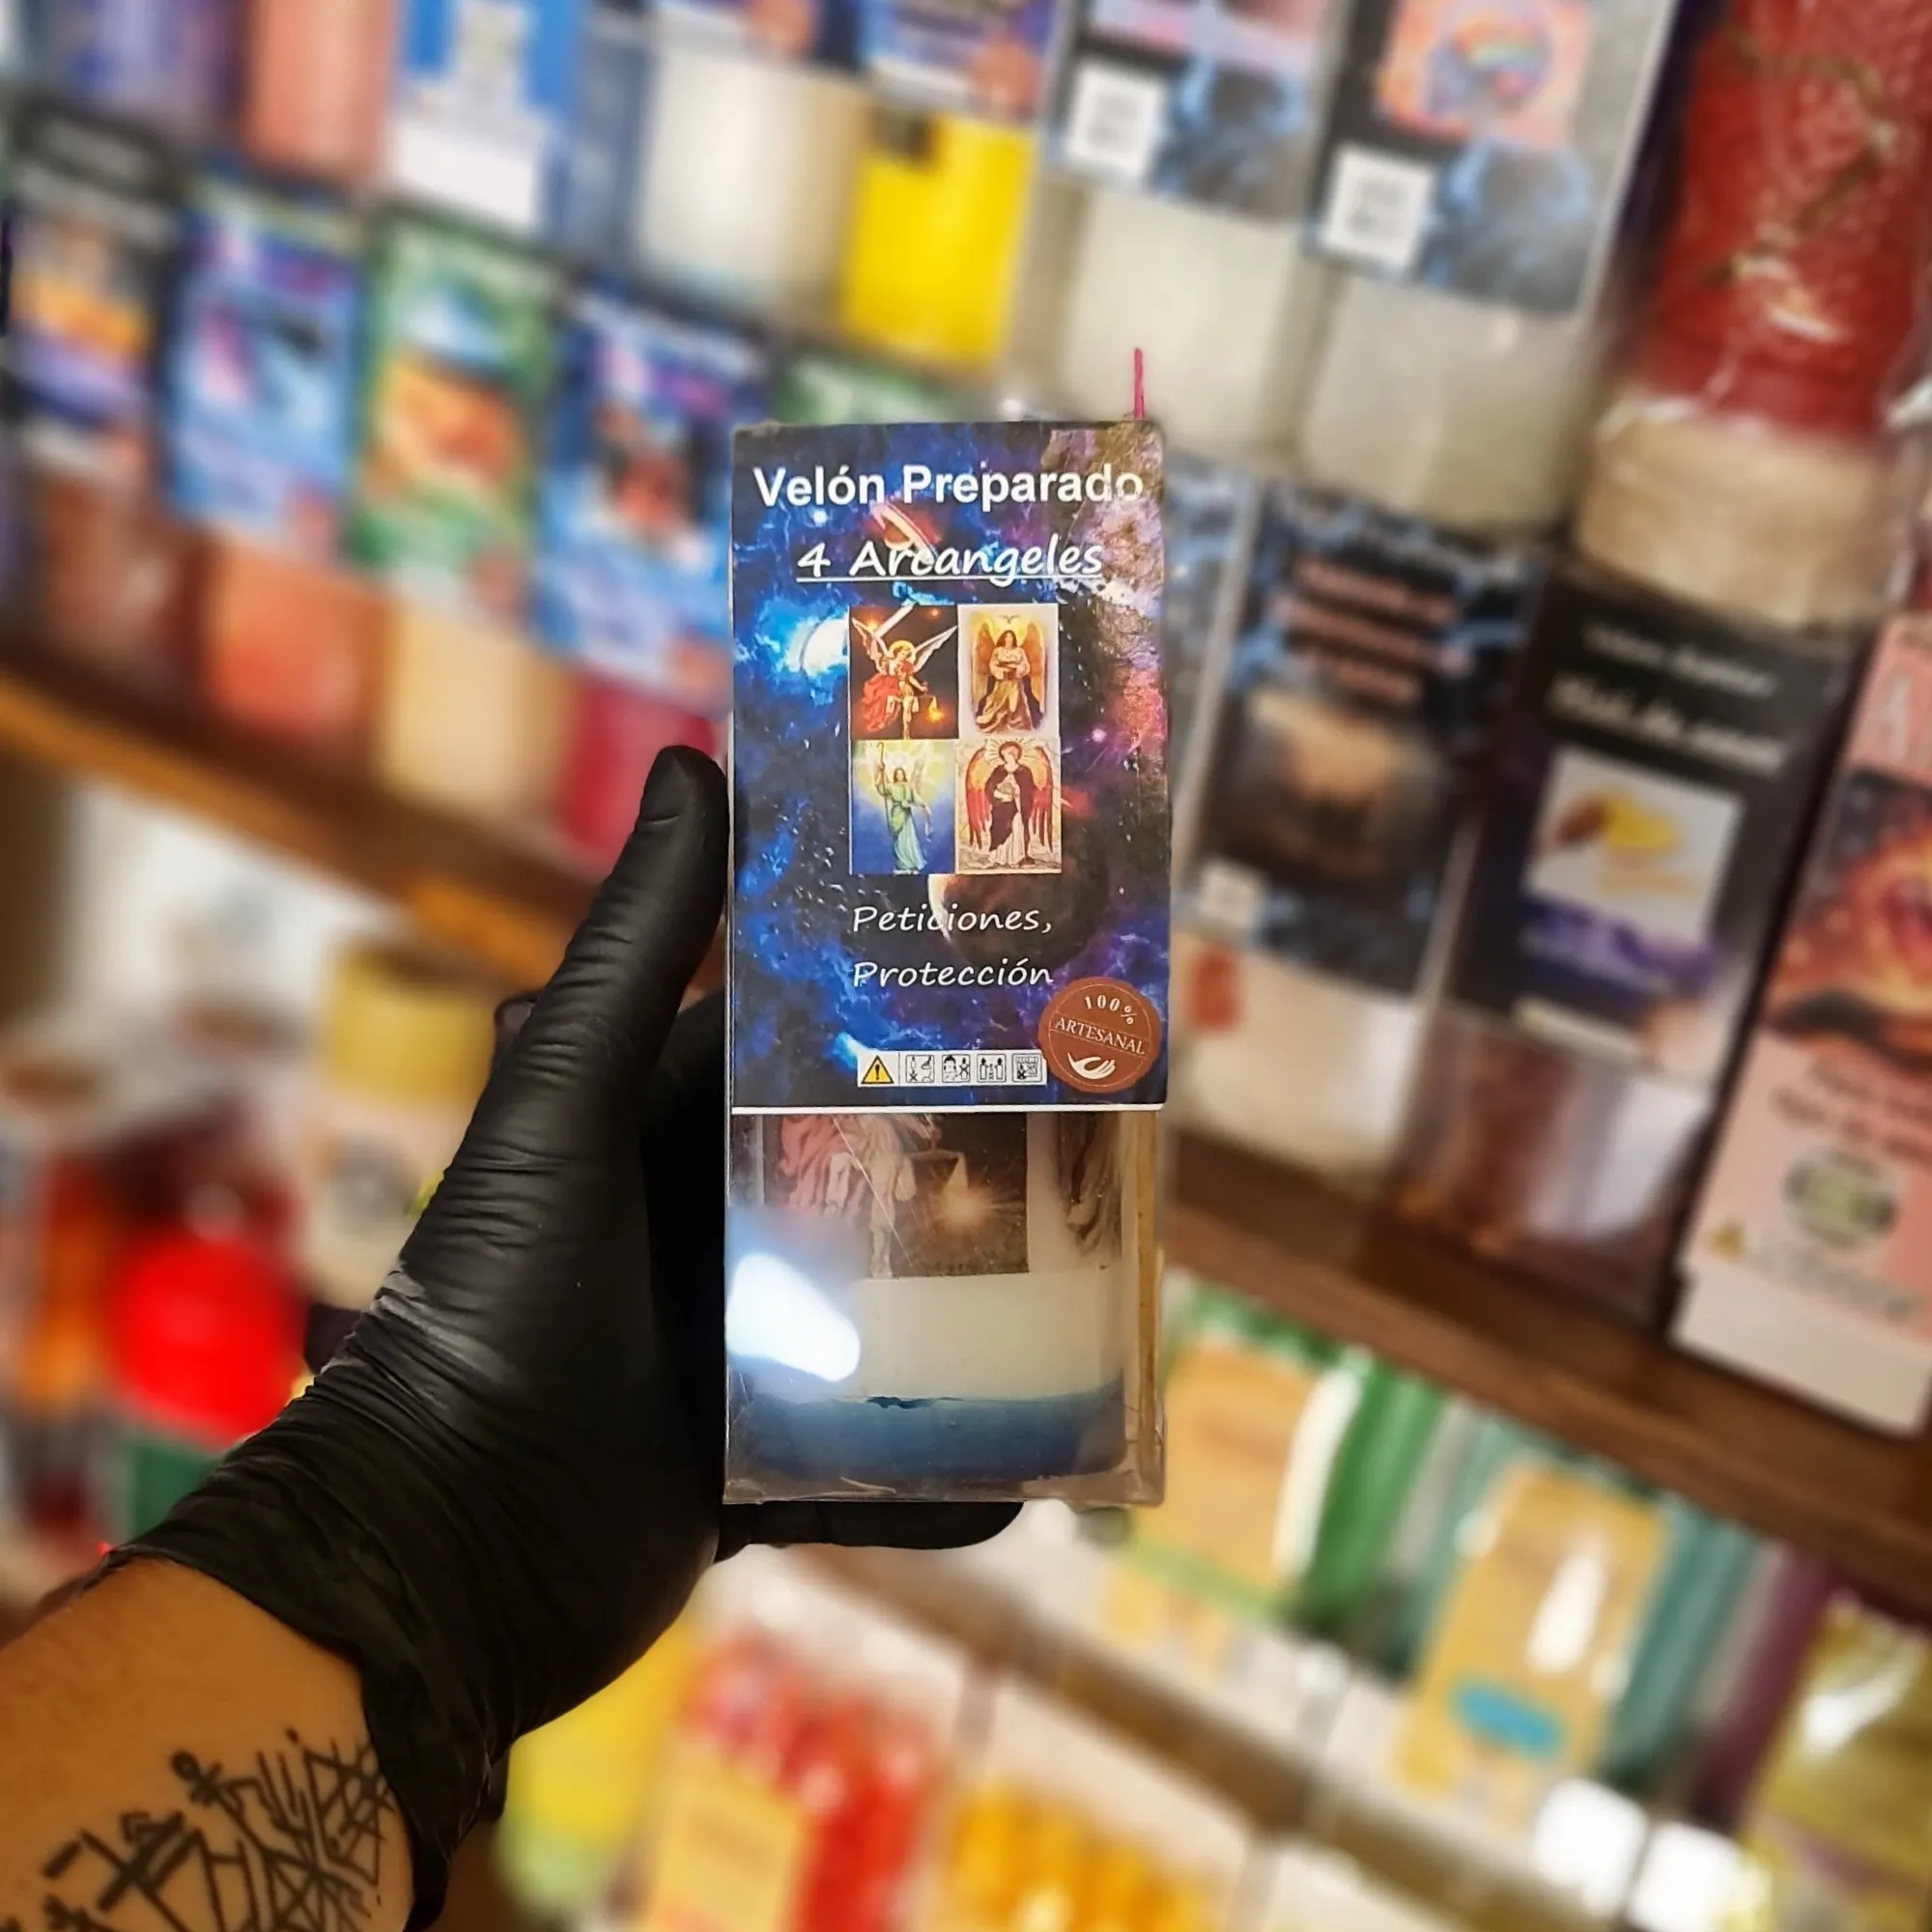 Velón Preparado
4 Arcangeles
Peticiones,
Protección
100%
ARTESANAL